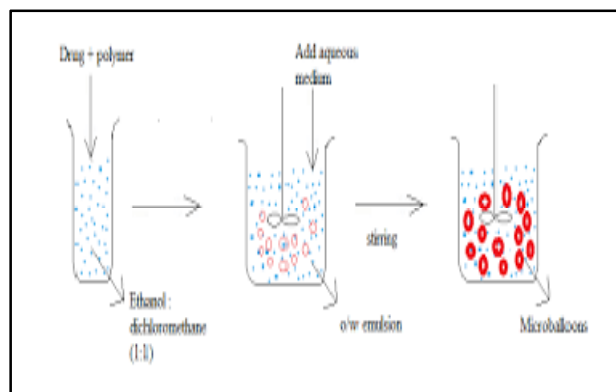 Drug + polymer
Add aqueous
medium
stirring
Ethanol :
dichloromethane
(1:1)
o/w emulsion
Microballoons